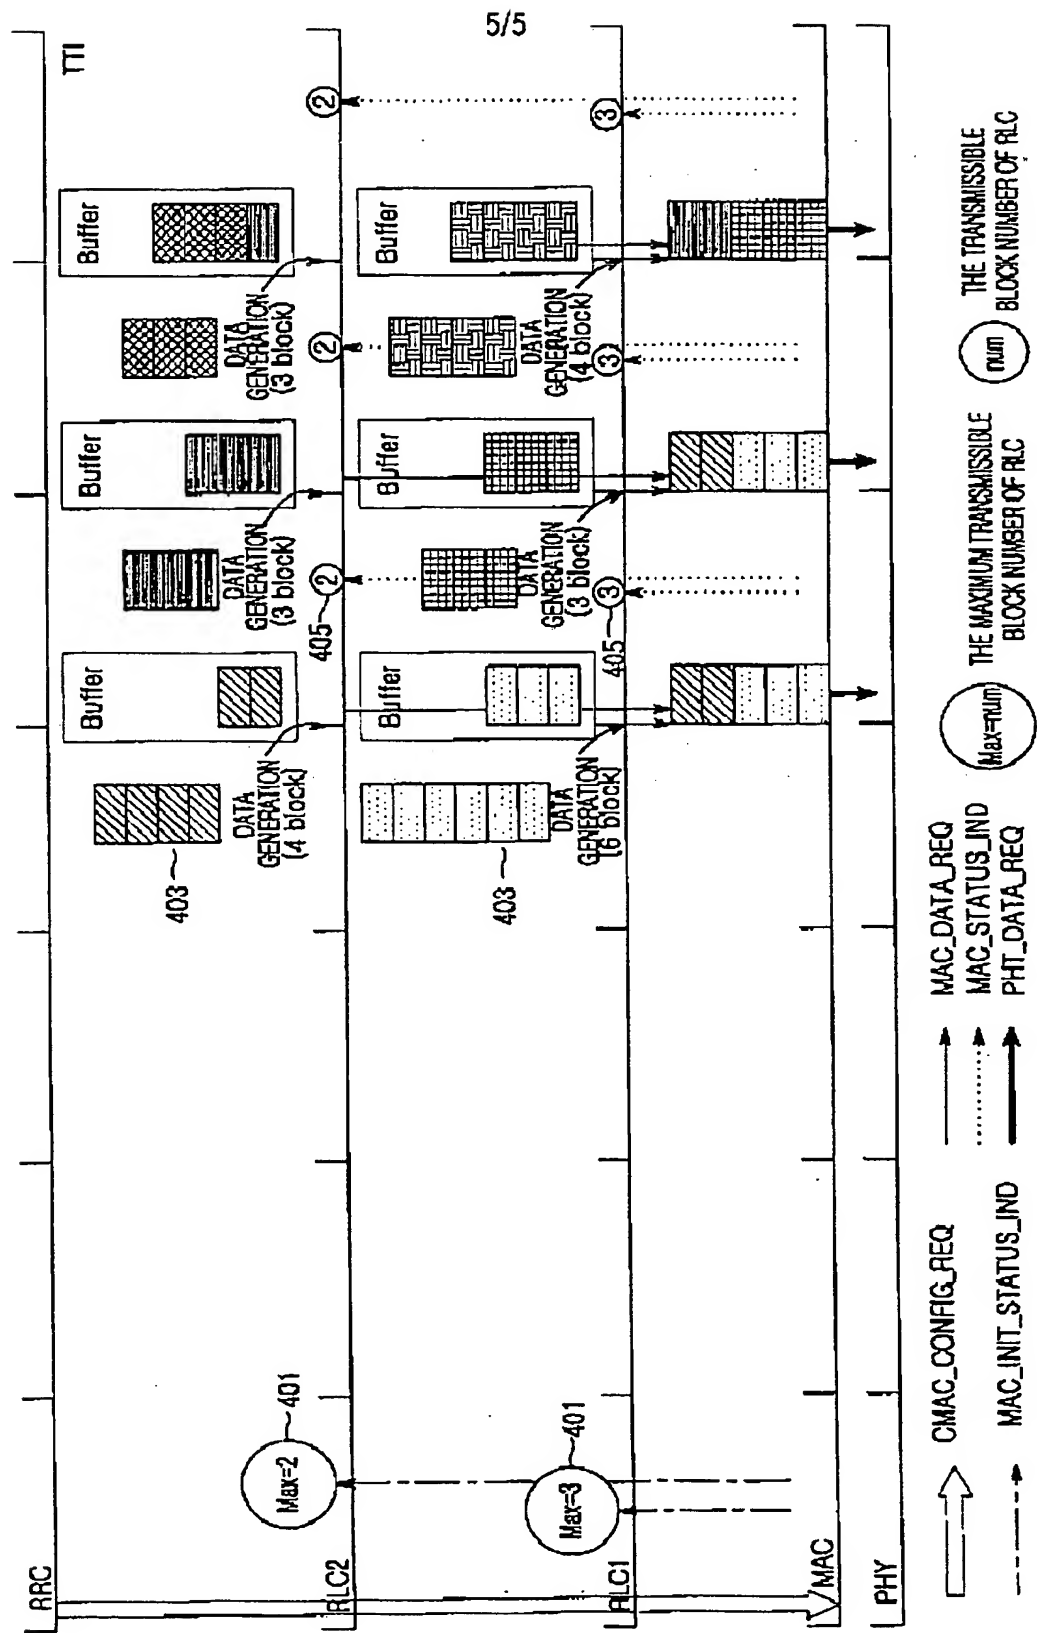 5/5
RRC
TTI
Max=2
401
403
DATA
GENERATION
(4 block)
Buffer
405
2
DATA
GENERATION
(3 block)
Buffer
2
DATA
GENERATION
(3 block)
Buffer
2
RLC2
Max=3
401
403
DATA
GENERATION
(6 block)
Buffer
405
3
DATA
GENERATION
(3 block)
Buffer
3
DATA
GENERATION
(4 block)
Buffer
3
RLC1
MAC
PHY
CMAC_CONFIG_REQ
MAC_INIT_STATUS_IND
MAC_DATA_REQ
MAC_STATUS_IND
PHT_DATA_REQ
Max=num
THE MAXIMUM TRANSMISSIBLE
BLOCK NUMBER OF RLC
num
THE TRANSMISSIBLE
BLOCK NUMBER OF RLC